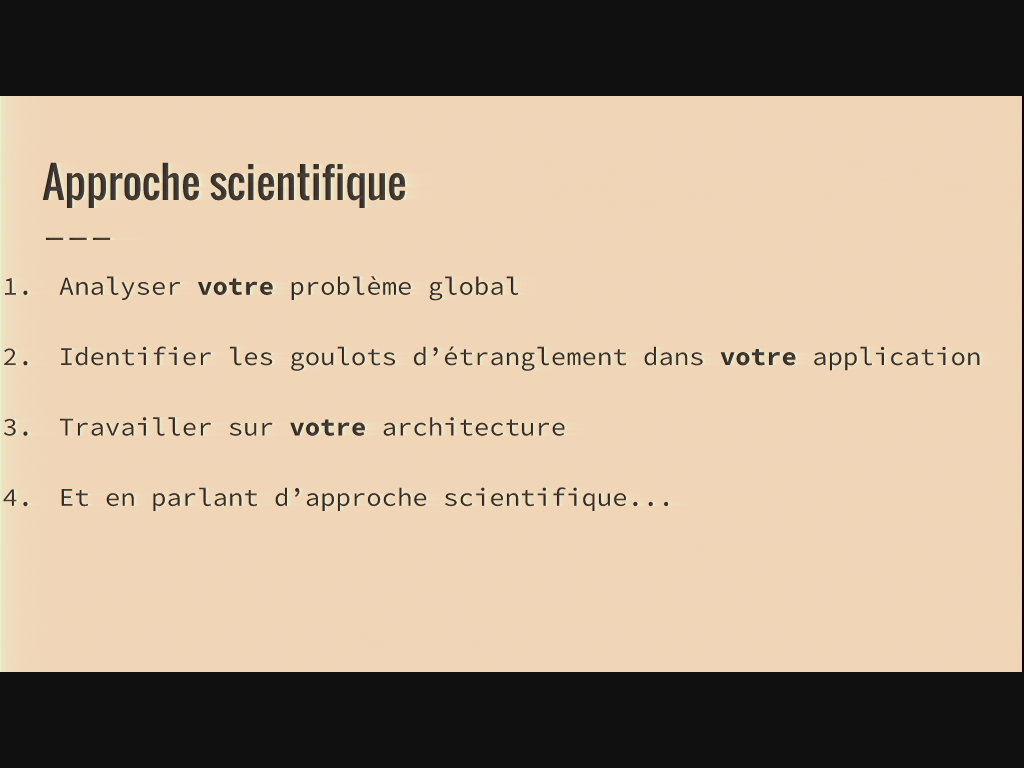 Approche scientifique
1. Analyser votre problème global
2. Identifier les goulots d’étranglement dans votre application
3. Travailler sur votre architecture
4. Et en parlant d’approche scientifique...